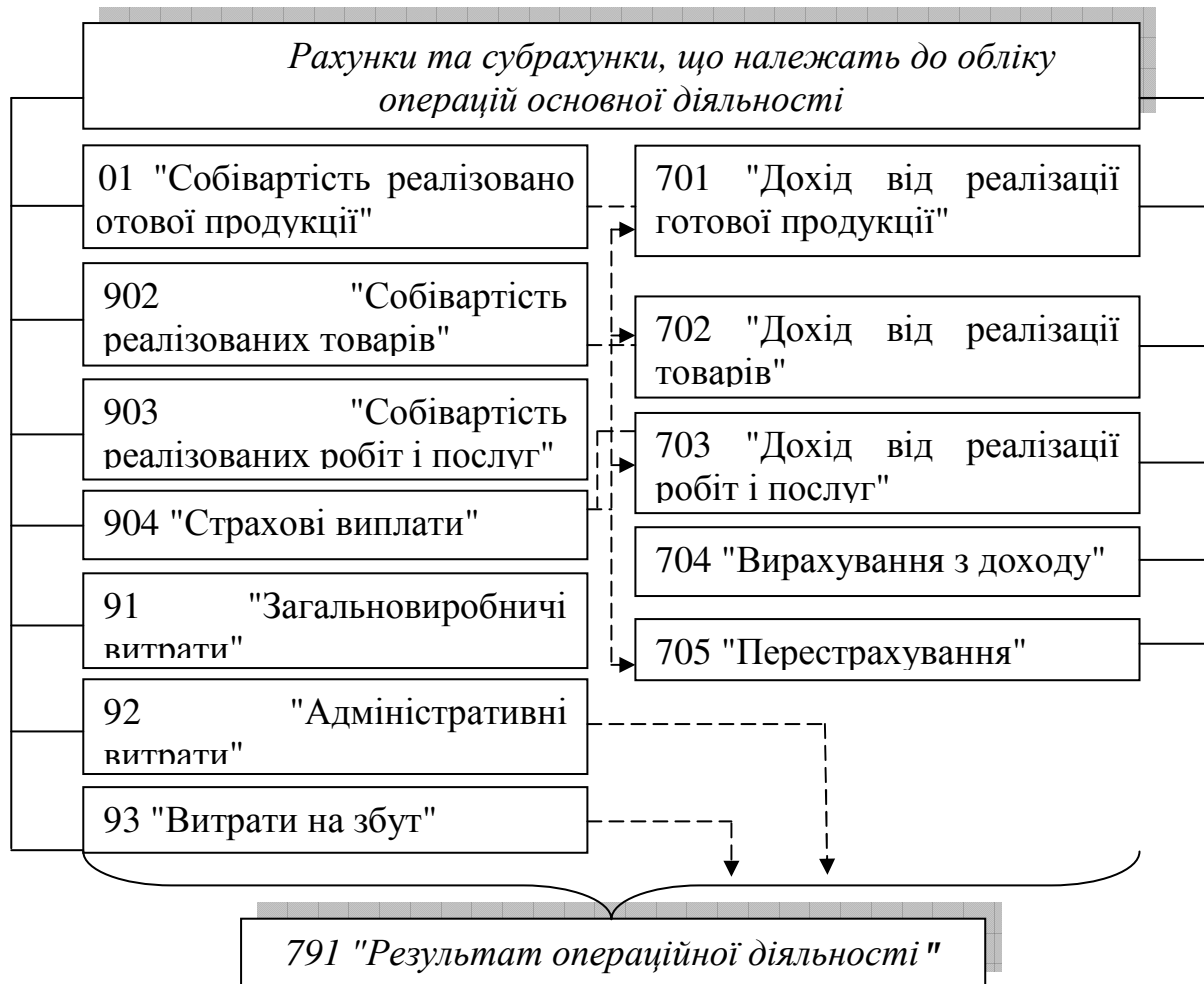 Рахунки та субрахунки, що належать до обліку
операцій основної діяльності
01 "Собівартість реалізовано
отової продукції"
902 "Собівартість
реалізованих товарів"
903 "Собівартість
реалізованих робіт і послуг"
904 "Страхові виплати"
91 "Загальновиробничі
витрати"
92 "Адміністративні
витрати"
93 "Витрати на збут"
701 "Дохід від реалізації
готової продукції"
702 "Дохід від реалізації
товарів"
703 "Дохід від реалізації
робіт і послуг"
704 "Вирахування з доходу"
705 "Перестрахування"
791 "Результат операційної діяльності"